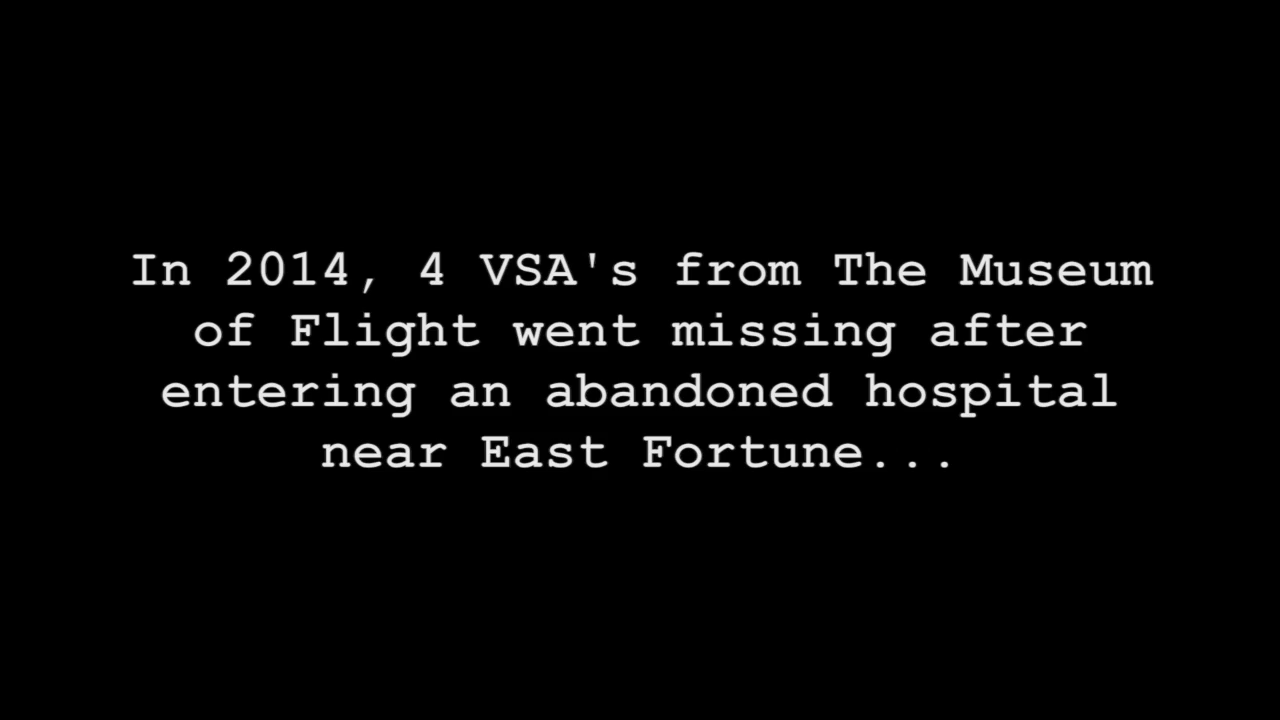 In 2014, 4 VSA's from The Museum
of Flight went missing after
entering an abandoned hospital
near East Fortune...